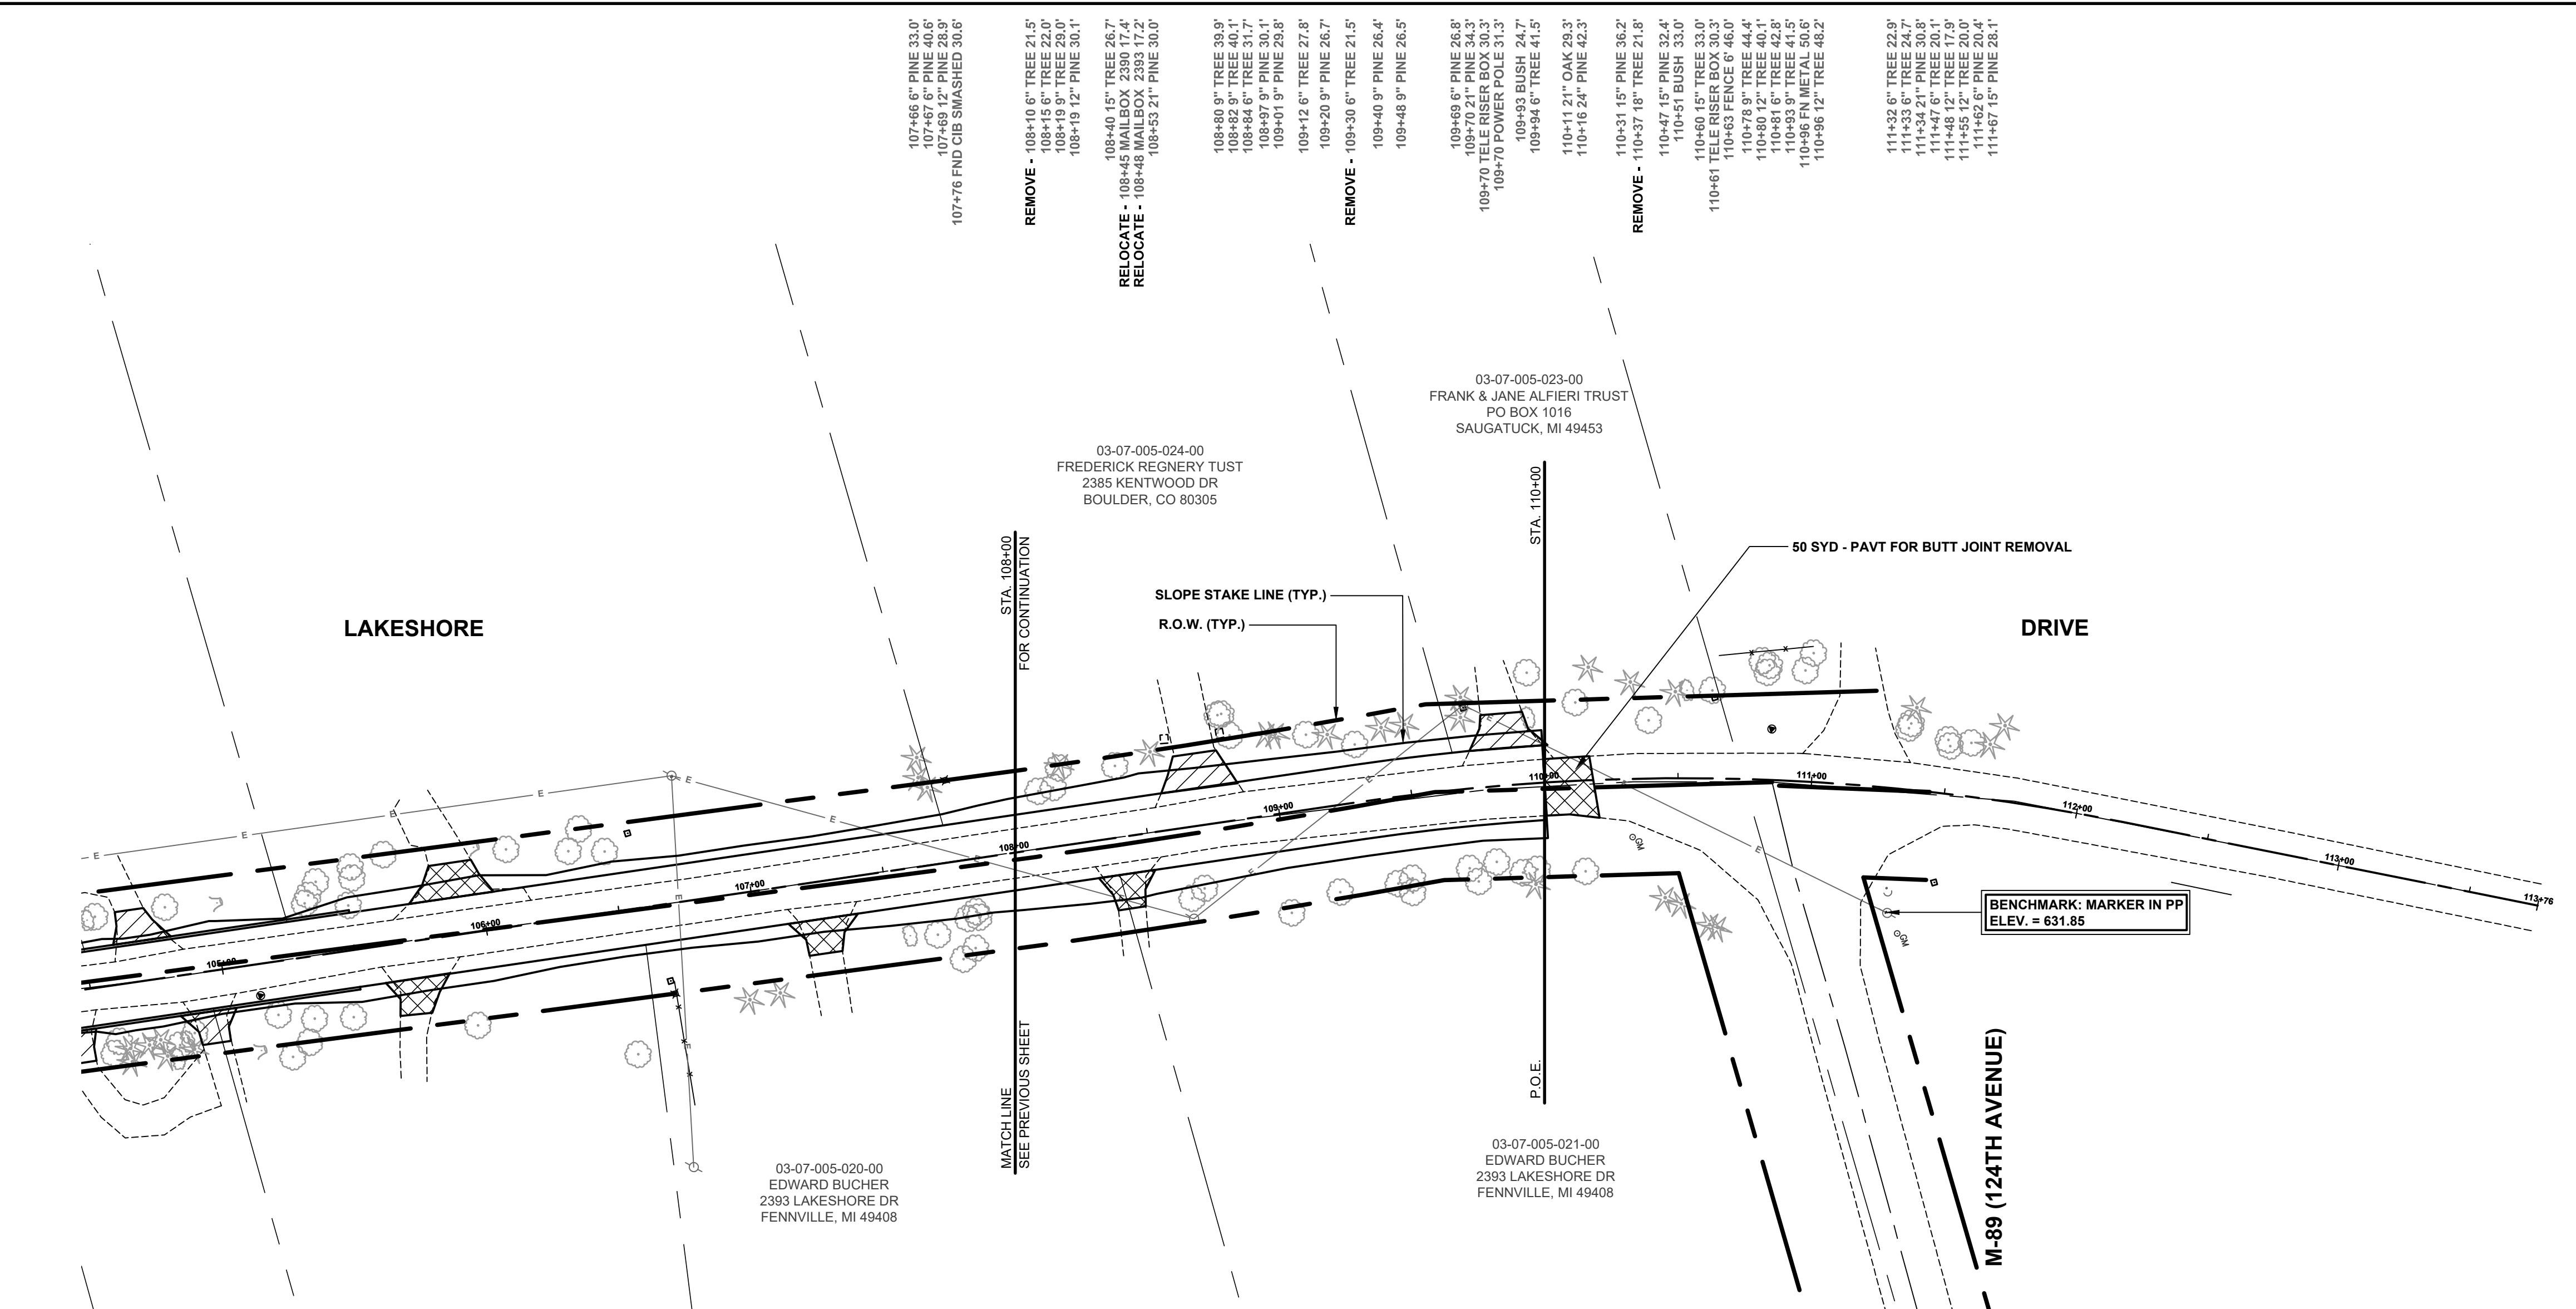 107+66 6" PINE 33.0'
107+67 6" PINE 40.6'
107+69 12" PINE 28.9'
107+76 FND CIB SMASHED 30.6'
REMOVE - 108+10 6" TREE 21.5'
108+15 6" TREE 22.0'
108+19 9" TREE 29.0'
108+19 12" PINE 30.1'
108+40 15" TREE 26.7'
RELOCATE - 108+45 MAILBOX 2390 17.4'
RELOCATE - 108+48 MAILBOX 2393 17.2'
108+53 21" PINE 30.0'
108+80 9" TREE 39.9'
108+82 9" TREE 40.1'
108+84 6" TREE 31.7'
108+97 9" PINE 30.1'
109+01 9" PINE 29.8'
109+12 6" TREE 27.8'
109+20 9" PINE 26.7'
REMOVE - 109+30 6" TREE 21.5'
109+40 9" PINE 26.4'
109+48 9" PINE 26.5'
109+69 6" PINE 26.8'
109+70 21" PINE 34.3'
109+70 TELE RISER BOX 30.3'
109+70 POWER POLE 31.3'
109+93 BUSH 24.7'
109+94 6" TREE 41.5'
110+11 21" OAK 29.3'
110+16 24" PINE 42.3'
110+31 15" PINE 36.2'
REMOVE - 110+37 18" TREE 21.8'
110+47 15" PINE 32.4'
110+51 BUSH 33.0'
110+60 15" TREE 33.0'
110+61 TELE RISER BOX 30.3'
110+63 FENCE 6' 46.0'
110+78 9" TREE 44.4'
110+80 12" TREE 40.1'
110+81 6" TREE 42.8'
110+93 9" TREE 41.5'
110+96 FN METAL 50.6'
110+96 12" TREE 48.2'
111+32 6" TREE 22.9'
111+33 6" TREE 24.7'
111+34 21" PINE 30.8'
111+47 6" TREE 20.1'
111+48 12" TREE 17.9'
111+55 12" TREE 20.0'
111+62 6" PINE 20.4'
111+67 15" PINE 28.1'
03-07-005-023-00
FRANK & JANE ALFIERI TRUST
PO BOX 1016
SAUGATUCK, MI 49453
03-07-005-024-00
FREDERICK REGNERY TUST
2385 KENTWOOD DR
BOULDER, CO 80305
STA. 108+00
FOR CONTINUATION
STA. 110+00
50 SYD - PAVT FOR BUTT JOINT REMOVAL
SLOPE STAKE LINE (TYP.)
R.O.W. (TYP.)
LAKESHORE
DRIVE
105+00
106+00
107+00
108+00
109+00
110+00
111+00
112+00
113+00
113+76
E
E
E
E
E
E
E
E
E
E
E
E
E
GM
GM
BENCHMARK: MARKER IN PP
ELEV. = 631.85
MATCH LINE
SEE PREVIOUS SHEET
P.O.E.
M-89 (124TH AVENUE)
03-07-005-020-00
EDWARD BUCHER
2393 LAKESHORE DR
FENNVILLE, MI 49408
03-07-005-021-00
EDWARD BUCHER
2393 LAKESHORE DR
FENNVILLE, MI 49408